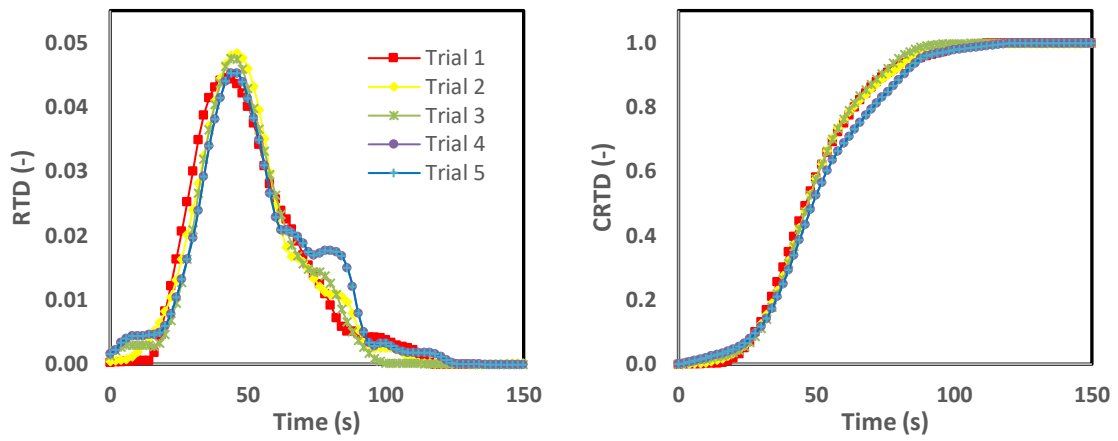 0.05
0.04
0.03
0.02
0.01
0.00
RTD (-)
0 50 100 150
Time (s)
Trial 1
Trial 2
Trial 3
Trial 4
Trial 5
1.0
0.8
0.6
0.4
0.2
0.0
CRTD (-)
0 50 100 150
Time (s)